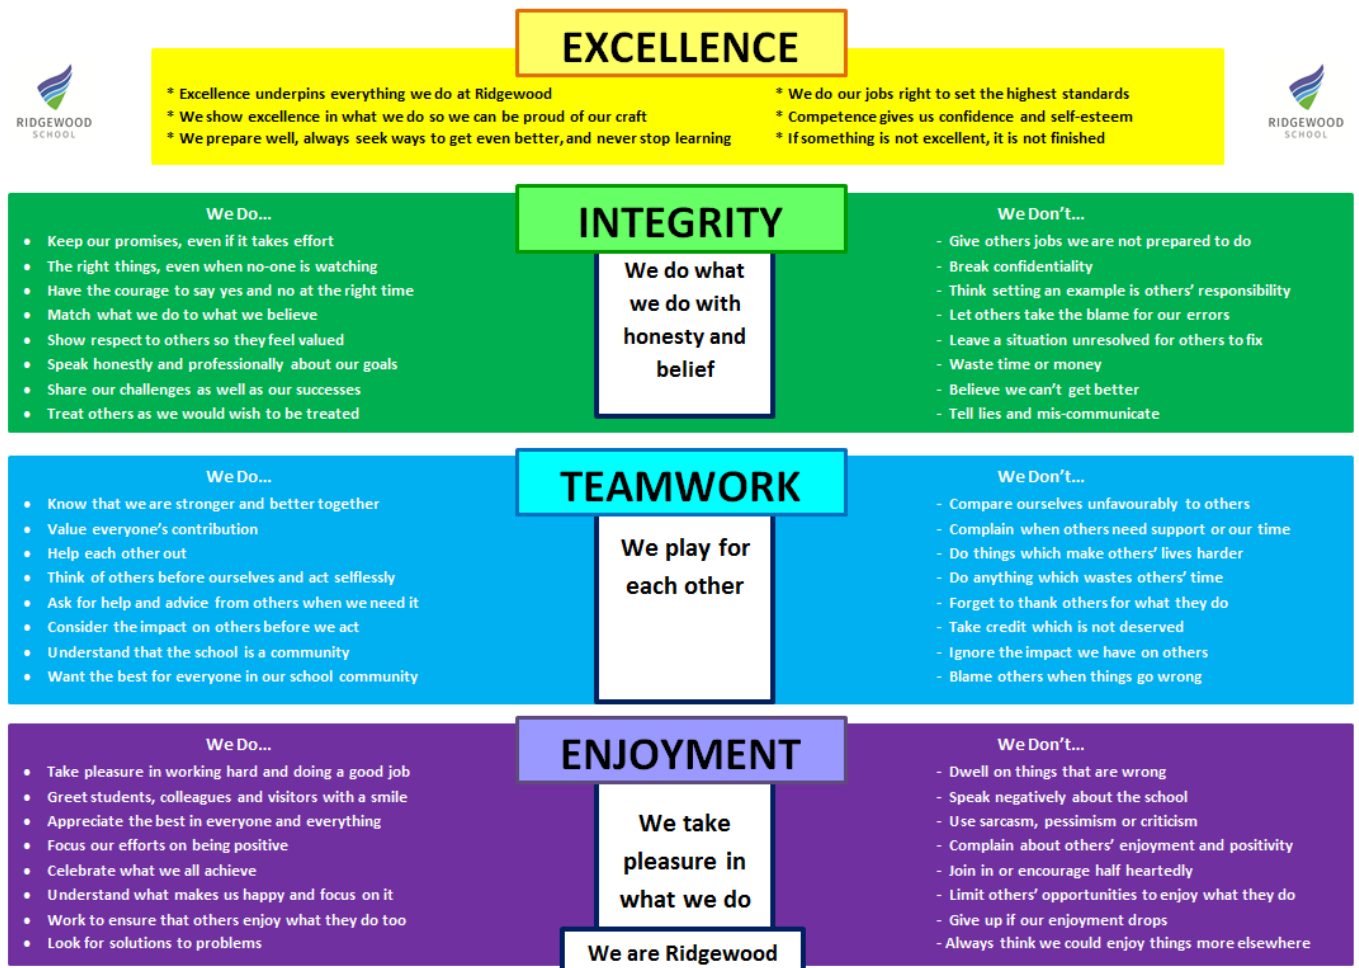 EXCELLENCE
RIDGEWOOD
SCHOOL
* Excellence underpins everything we do at Ridgewood
* We show excellence in what we do so we can be proud of our craft
* We prepare well, always seek ways to get even better, and never stop learning
* We do our jobs right to set the highest standards
* Competence gives us confidence and self-esteem
* If something is not excellent, it is not finished
RIDGEWOOD
SCHOOL
INTEGRITY
We do what
we do with
honesty and
belief
We Do...
• Keep our promises, even if it takes effort
• The right things, even when no-one is watching
• Have the courage to say yes and no at the right time
• Match what we do to what we believe
• Show respect to others so they feel valued
• Speak honestly and professionally about our goals
• Share our challenges as well as our successes
• Treat others as we would wish to be treated
We Don't...
- Give others jobs we are not prepared to do
- Break confidentiality
- Think setting an example is others' responsibility
- Let others take the blame for our errors
- Leave a situation unresolved for others to fix
- Waste time or money
- Believe we can't get better
- Tell lies and mis-communicate
TEAMWORK
We play for
each other
We Do...
• Know that we are stronger and better together
• Value everyone's contribution
• Help each other out
• Think of others before ourselves and act selflessly
• Ask for help and advice from others when we need it
• Consider the impact on others before we act
• Understand that the school is a community
• Want the best for everyone in our school community
We Don't...
- Compare ourselves unfavourably to others
- Complain when others need support or our time
- Do things which make others' lives harder
- Do anything which wastes others' time
- Forget to thank others for what they do
- Take credit which is not deserved
- Ignore the impact we have on others
- Blame others when things go wrong
ENJOYMENT
We take
pleasure in
what we do
We Do...
• Take pleasure in working hard and doing a good job
• Greet students, colleagues and visitors with a smile
• Appreciate the best in everyone and everything
• Focus our efforts on being positive
• Celebrate what we all achieve
• Understand what makes us happy and focus on it
• Work to ensure that others enjoy what they do too
• Look for solutions to problems
We Don't...
- Dwell on things that are wrong
- Speak negatively about the school
- Use sarcasm, pessimism or criticism
- Complain about others' enjoyment and positivity
- Join in or encourage half heartedly
- Limit others' opportunities to enjoy what they do
- Give up if our enjoyment drops
- Always think we could enjoy things more elsewhere
We are Ridgewood